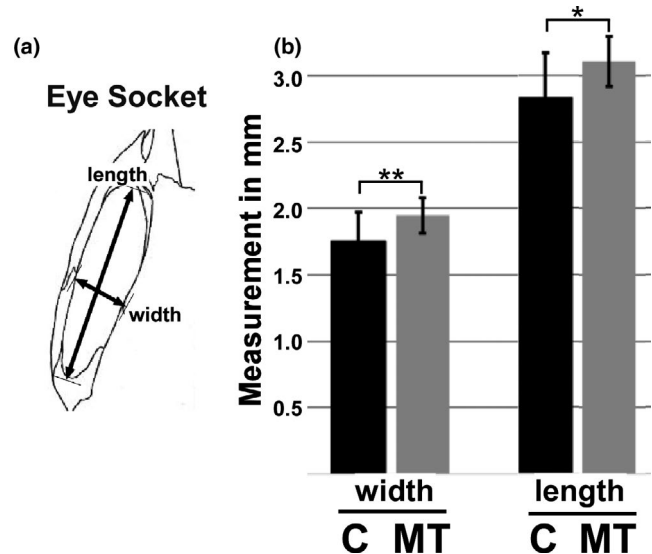 (a)
Eye Socket
length
width
(b)
Measurement in mm
3.0
2.5
2.0
1.5
1.0
0.5
**
*
width
length
C MT
C MT